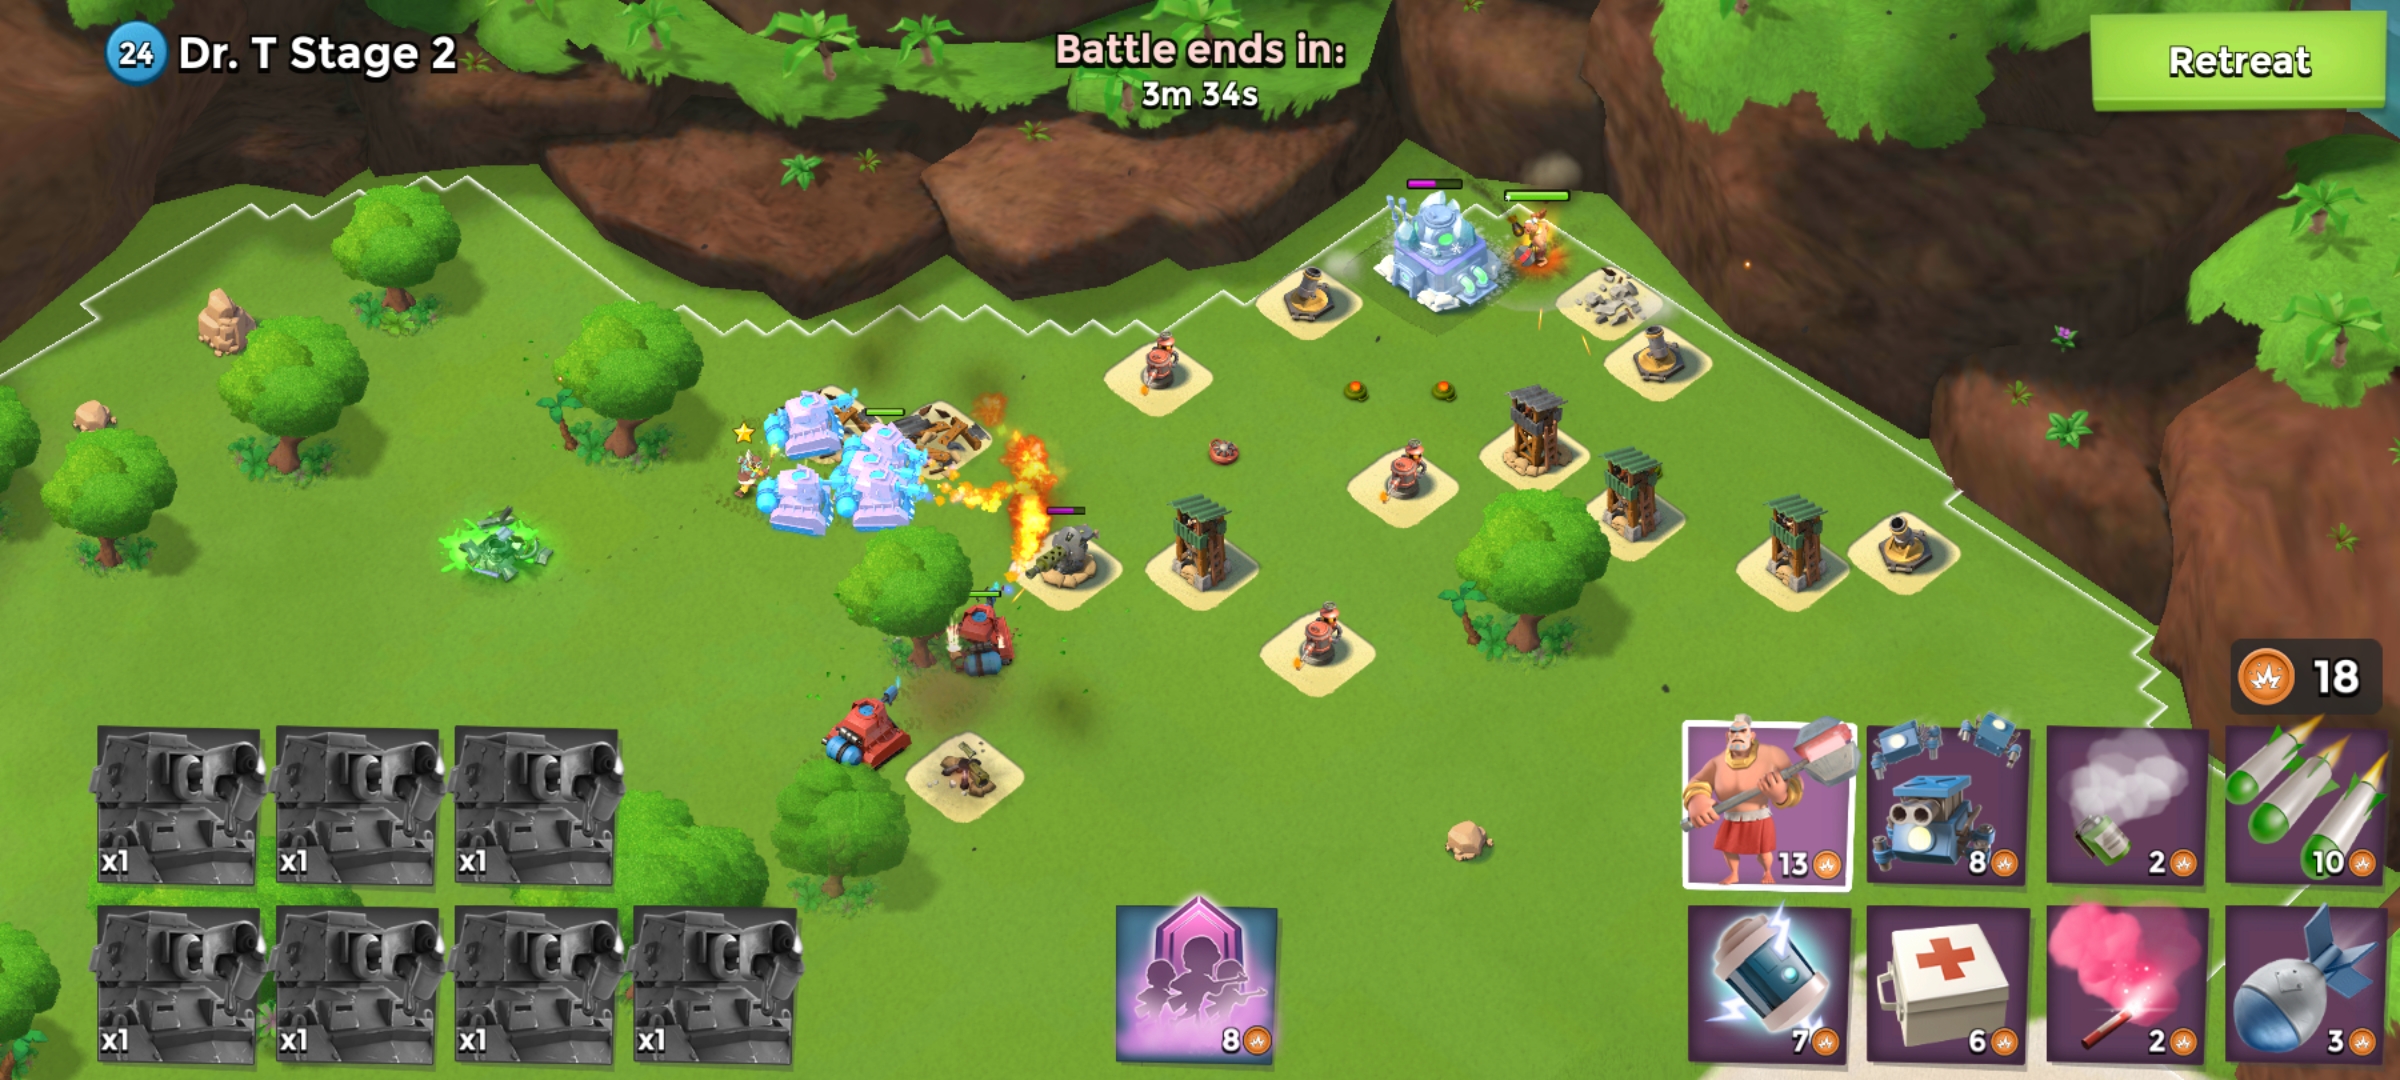 24 Dr. T Stage 2
Battle ends in:
3m 34s
Retreat
18
x1
x1
x1
13
8
2
10
x1
x1
x1
x1
8
7
6
2
3